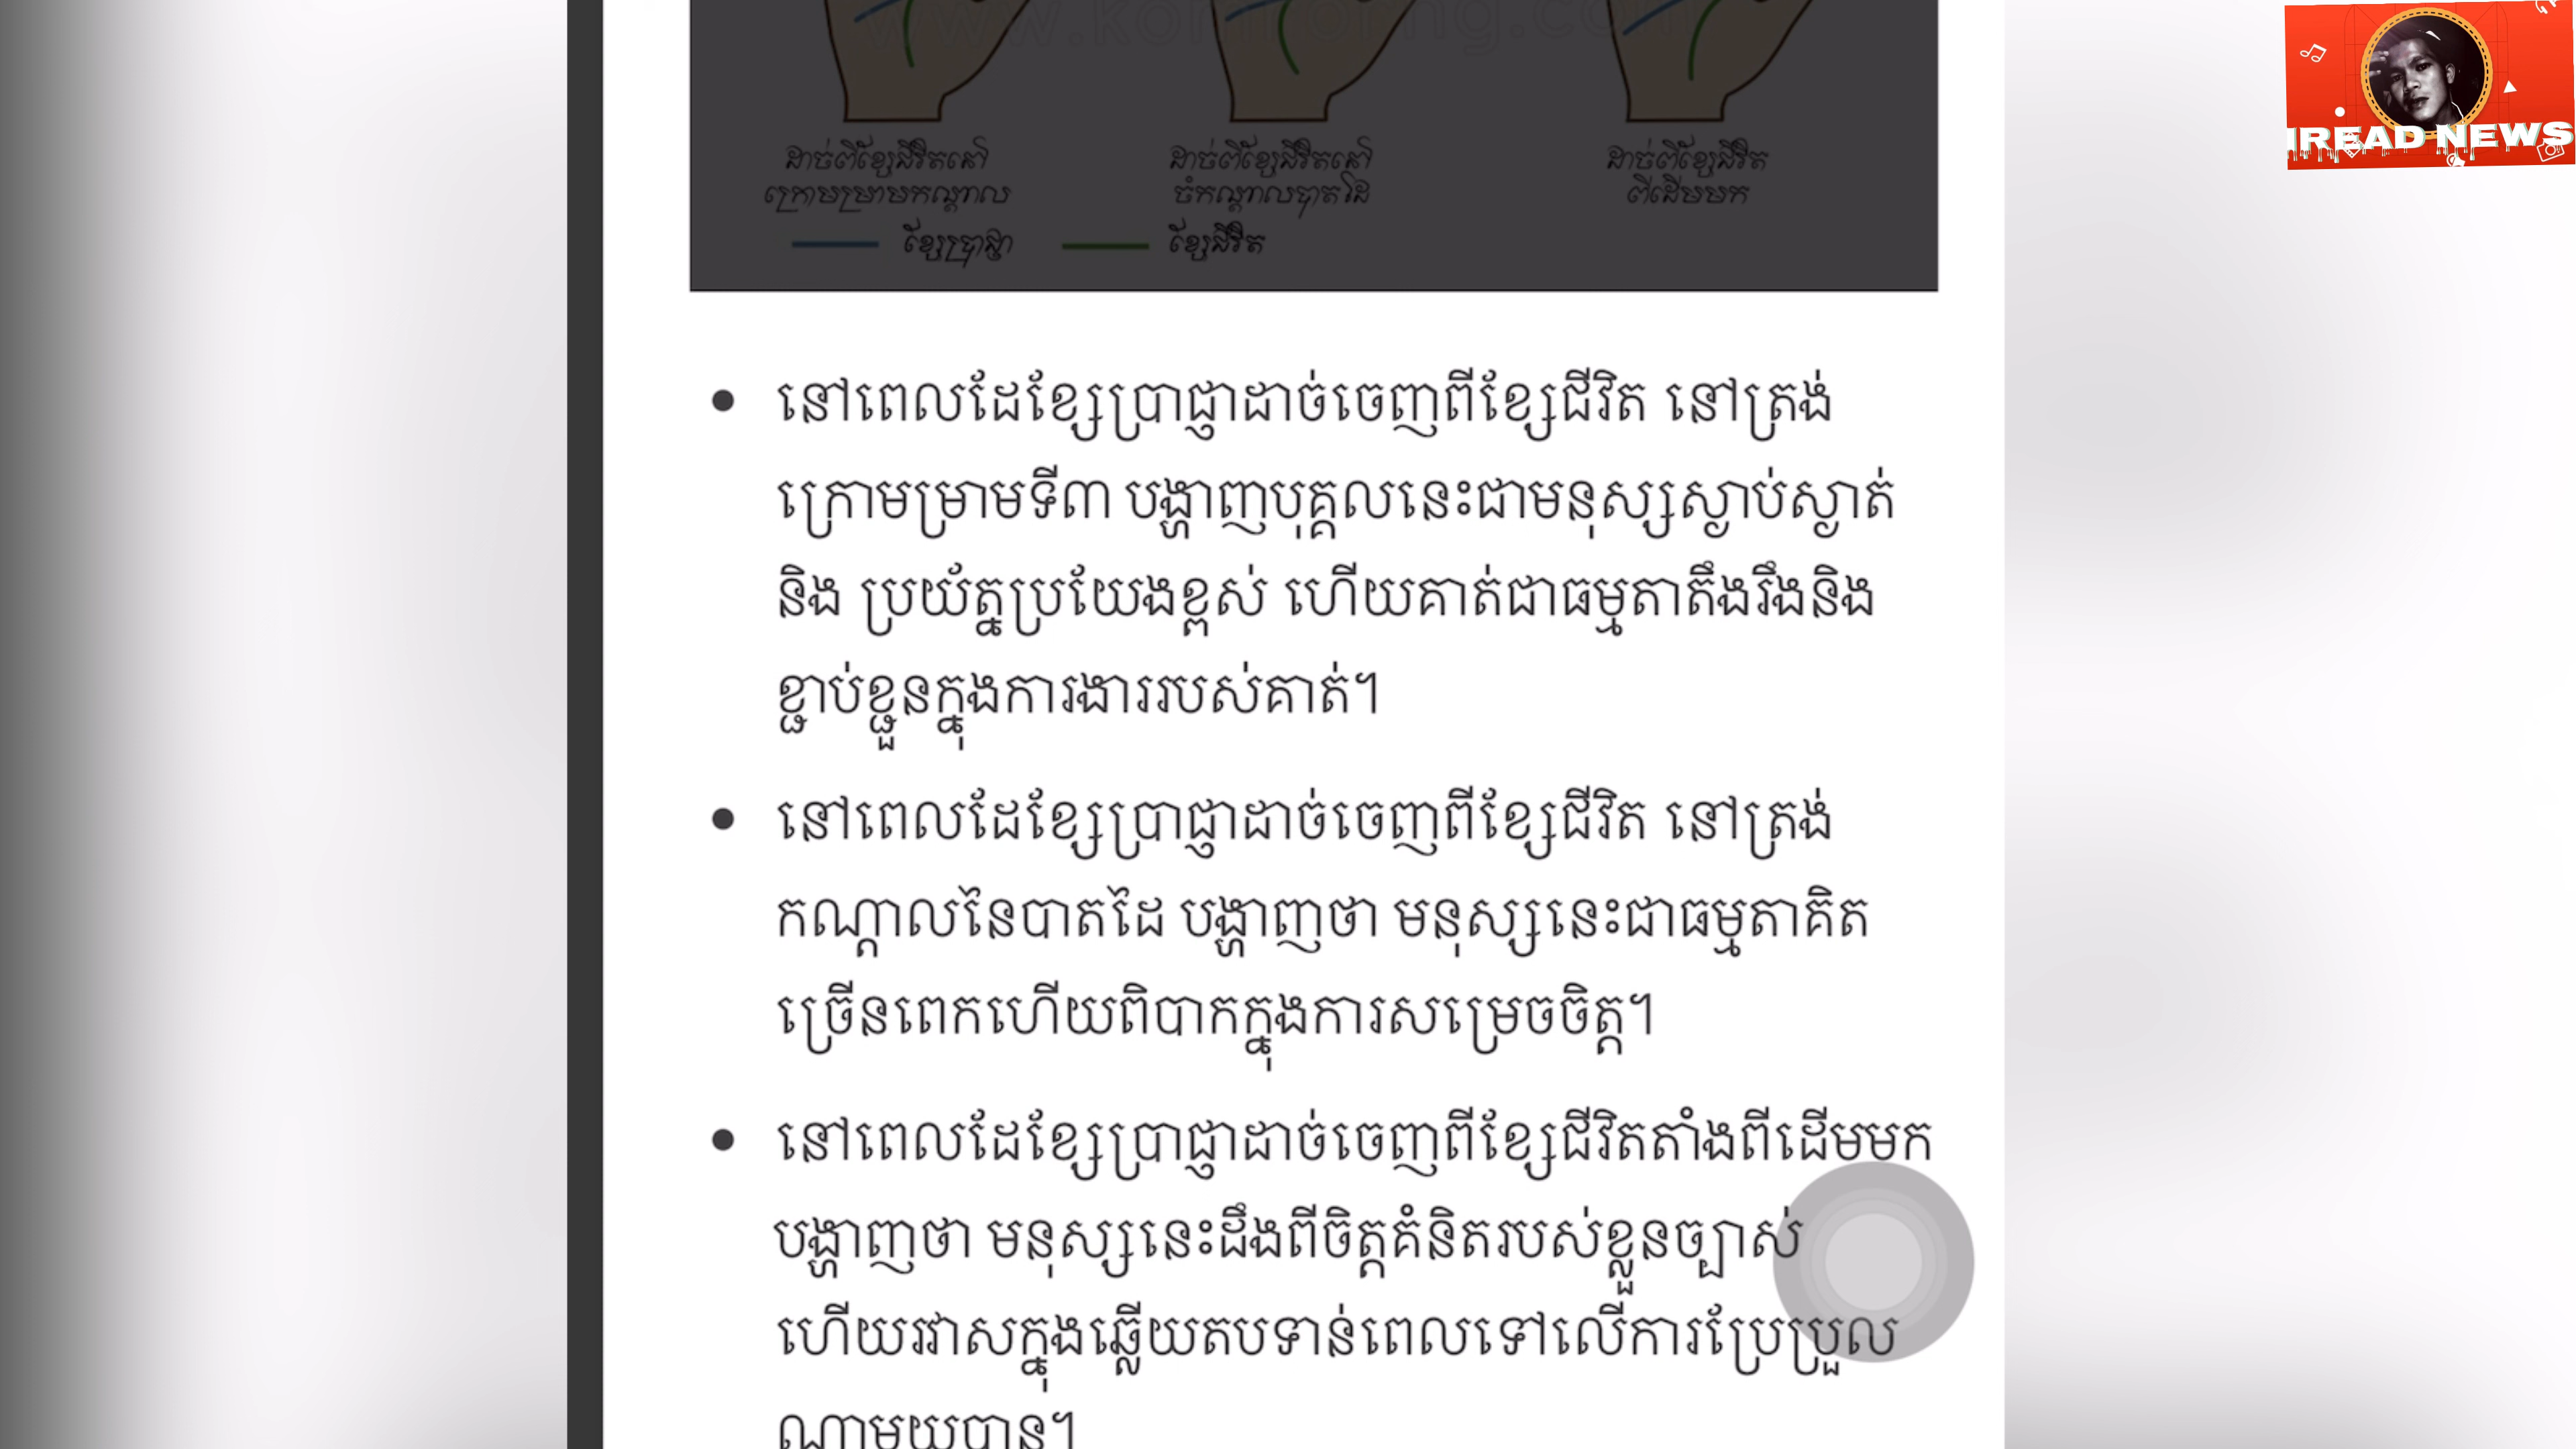 IREAD NEWS
ដាច់ពីខ្សែជីវិតនៅ
ក្រោមម្រាមកណ្តាល
ដាច់ពីខ្សែជីវិតនៅ
ចំកណ្តាលបាតដៃ
ដាច់ពីខ្សែជីវិត
ពីដើមមក
ខ្សែប្រាជ្ញា
ខ្សែជីវិត
នៅពេលដែខ្សែប្រាជ្ញាដាច់ចេញពីខ្សែជីវិត នៅត្រង់
ក្រោមម្រាមទី៣ បង្ហាញបុគ្គលនេះជាមនុស្សស្ងាប់ស្ងាត់
និង ប្រយ័ត្នប្រយែងខ្ពស់ ហើយគាត់ជាធម្មតាតឹងរឹងនិង
ខ្ជាប់ខ្ជួនក្នុងការងាររបស់គាត់។
នៅពេលដែខ្សែប្រាជ្ញាដាច់ចេញពីខ្សែជីវិត នៅត្រង់
កណ្តាលនៃបាតដៃ បង្ហាញថា មនុស្សនេះជាធម្មតាគិត
ច្រើនពេកហើយពិបាកក្នុងការសម្រេចចិត្ត។
នៅពេលដែខ្សែប្រាជ្ញាដាច់ចេញពីខ្សែជីវិតតាំងពីដើមមក
បង្ហាញថា មនុស្សនេះដឹងពីចិត្តគំនិតរបស់ខ្លួនច្បាស់
ហើយរវាសក្នុងឆ្លើយតបទាន់ពេលទៅលើការប្រែប្រួល
ណាមួយបាន។